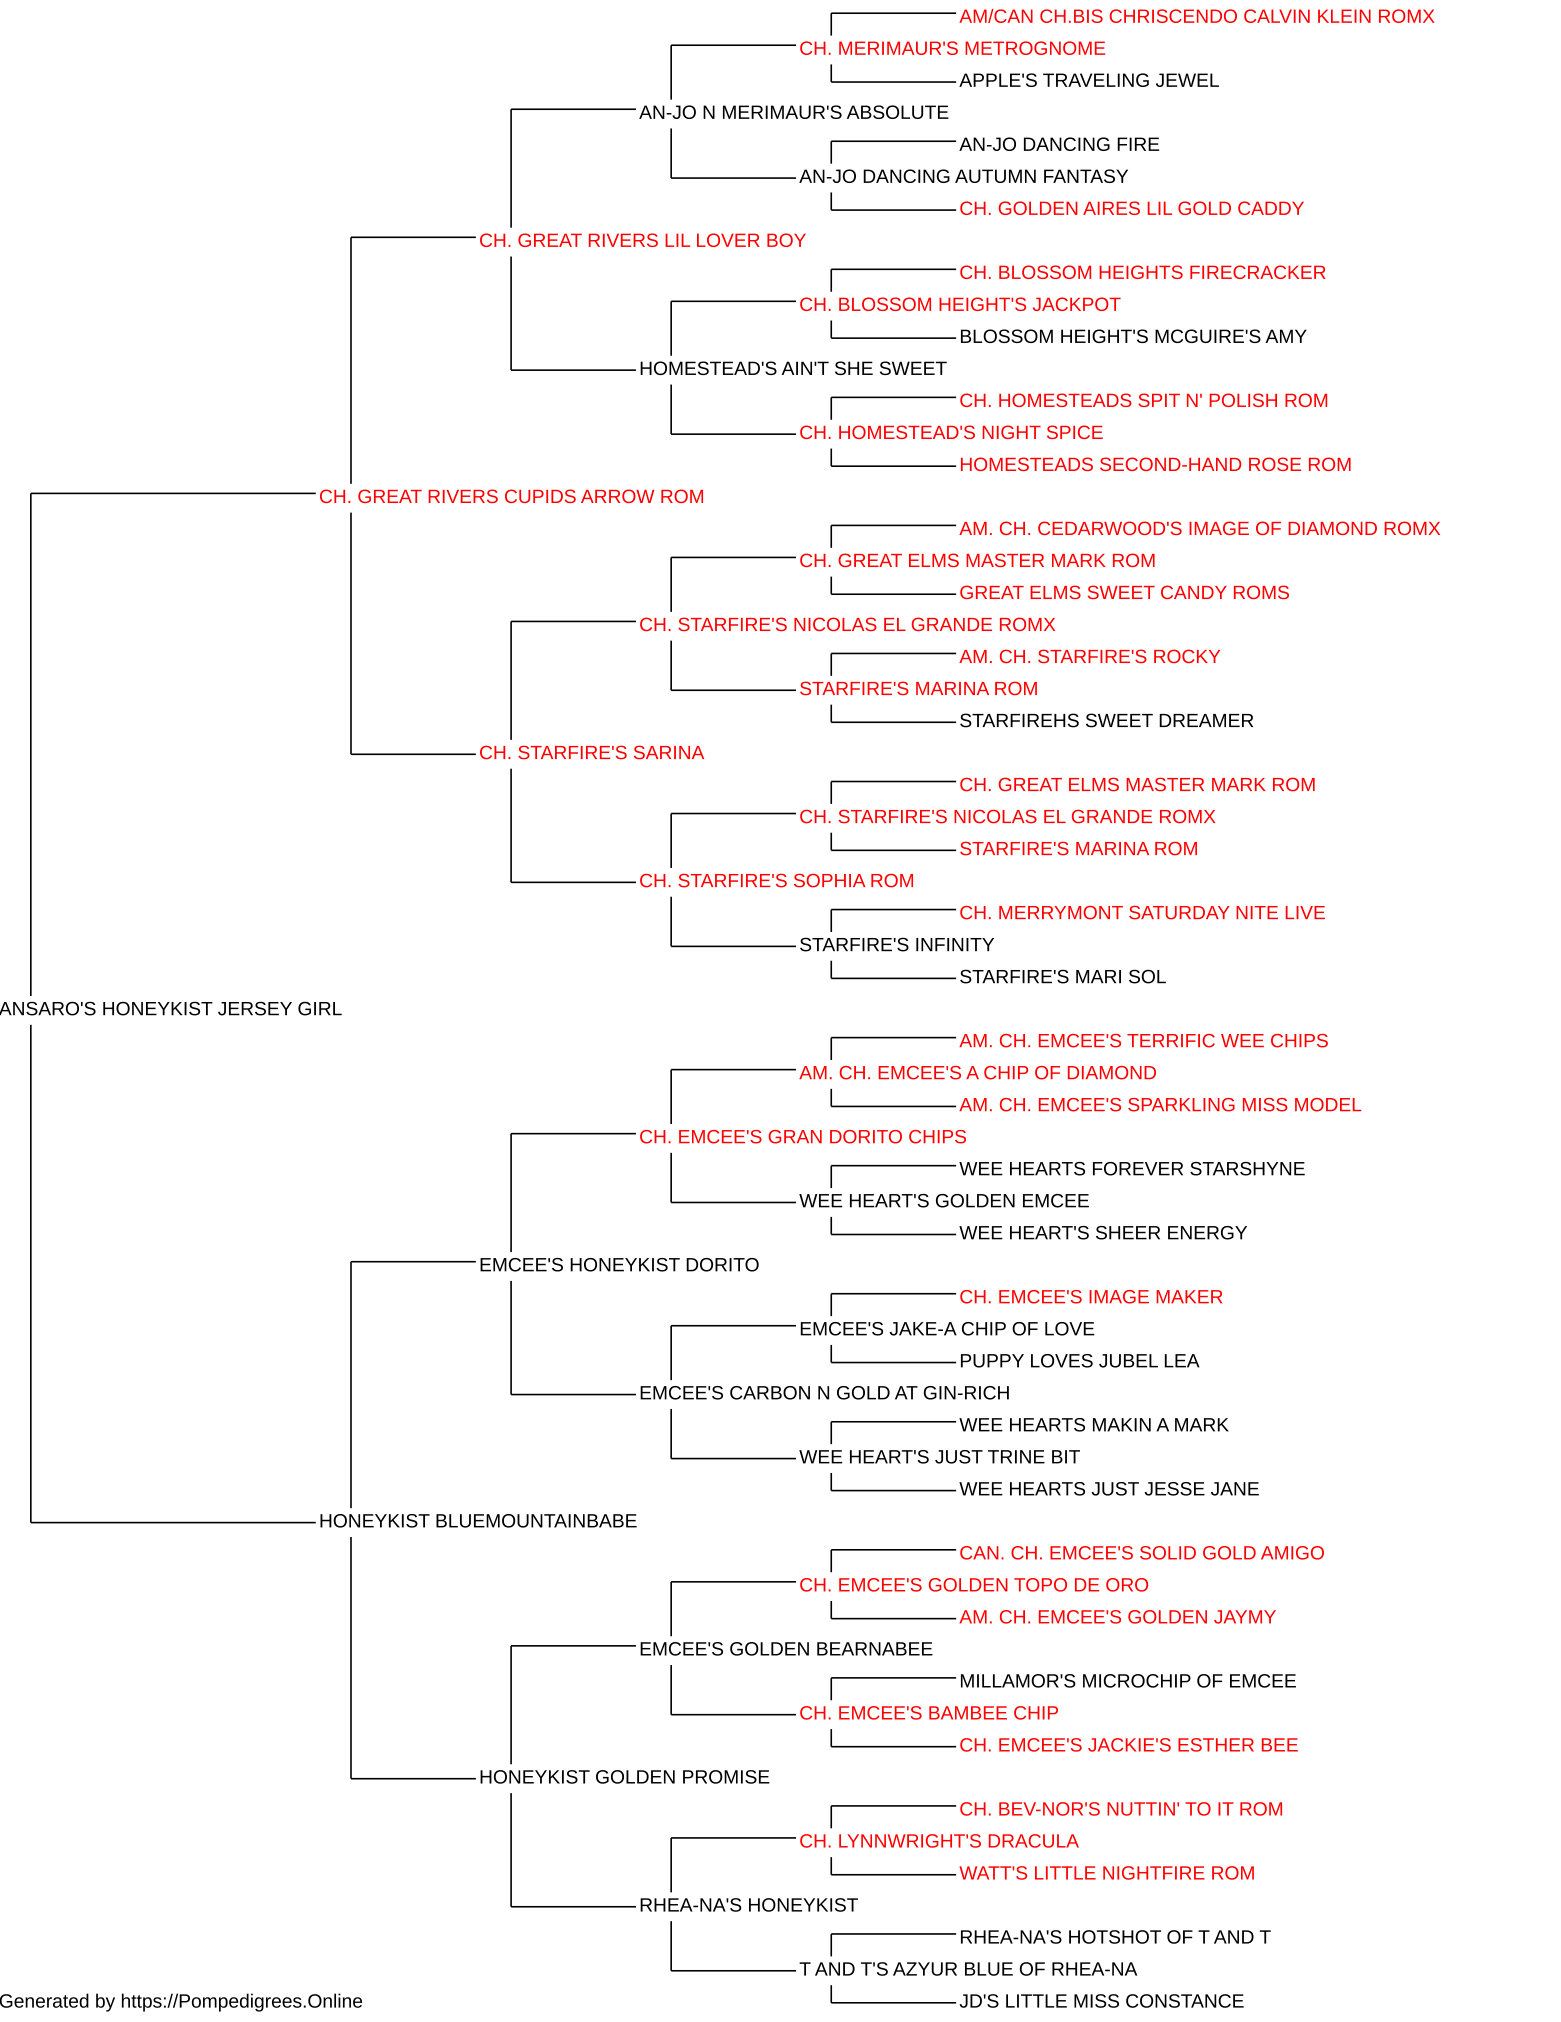 AM/CAN CH.BIS CHRISCENDO CALVIN KLEIN ROMX
CH. MERIMAUR'S METROGNOME
APPLE'S TRAVELING JEWEL
AN-JO N MERIMAUR'S ABSOLUTE
AN-JO DANCING FIRE
AN-JO DANCING AUTUMN FANTASY
CH. GOLDEN AIRES LIL GOLD CADDY
CH. GREAT RIVERS LIL LOVER BOY
CH. BLOSSOM HEIGHTS FIRECRACKER
CH. BLOSSOM HEIGHT'S JACKPOT
BLOSSOM HEIGHT'S MCGUIRE'S AMY
HOMESTEAD'S AIN'T SHE SWEET
CH. HOMESTEADS SPIT N' POLISH ROM
CH. HOMESTEAD'S NIGHT SPICE
HOMESTEADS SECOND-HAND ROSE ROM
CH. GREAT RIVERS CUPIDS ARROW ROM
AM. CH. CEDARWOOD'S IMAGE OF DIAMOND ROMX
CH. GREAT ELMS MASTER MARK ROM
GREAT ELMS SWEET CANDY ROMS
CH. STARFIRE'S NICOLAS EL GRANDE ROMX
AM. CH. STARFIRE'S ROCKY
STARFIRE'S MARINA ROM
STARFIREHS SWEET DREAMER
CH. STARFIRE'S SARINA
CH. GREAT ELMS MASTER MARK ROM
CH. STARFIRE'S NICOLAS EL GRANDE ROMX
STARFIRE'S MARINA ROM
CH. STARFIRE'S SOPHIA ROM
CH. MERRYMONT SATURDAY NITE LIVE
STARFIRE'S INFINITY
STARFIRE'S MARI SOL
ANSARO'S HONEYKIST JERSEY GIRL
AM. CH. EMCEE'S TERRIFIC WEE CHIPS
AM. CH. EMCEE'S A CHIP OF DIAMOND
AM. CH. EMCEE'S SPARKLING MISS MODEL
CH. EMCEE'S GRAN DORITO CHIPS
WEE HEARTS FOREVER STARSHYNE
WEE HEART'S GOLDEN EMCEE
WEE HEART'S SHEER ENERGY
EMCEE'S HONEYKIST DORITO
CH. EMCEE'S IMAGE MAKER
EMCEE'S JAKE-A CHIP OF LOVE
PUPPY LOVES JUBEL LEA
EMCEE'S CARBON N GOLD AT GIN-RICH
WEE HEARTS MAKIN A MARK
WEE HEART'S JUST TRINE BIT
WEE HEARTS JUST JESSE JANE
HONEYKIST BLUEMOUNTAINBABE
CAN. CH. EMCEE'S SOLID GOLD AMIGO
CH. EMCEE'S GOLDEN TOPO DE ORO
AM. CH. EMCEE'S GOLDEN JAYMY
EMCEE'S GOLDEN BEARNABEE
MILLAMOR'S MICROCHIP OF EMCEE
CH. EMCEE'S BAMBEE CHIP
CH. EMCEE'S JACKIE'S ESTHER BEE
HONEYKIST GOLDEN PROMISE
CH. BEV-NOR'S NUTTIN' TO IT ROM
CH. LYNNWRIGHT'S DRACULA
WATT'S LITTLE NIGHTFIRE ROM
RHEA-NA'S HONEYKIST
RHEA-NA'S HOTSHOT OF T AND T
T AND T'S AZYUR BLUE OF RHEA-NA
JD'S LITTLE MISS CONSTANCE
Generated by https://Pompedigrees.Online